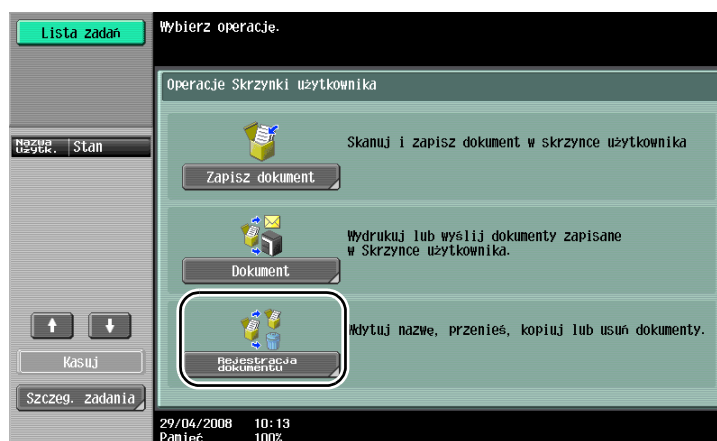 Lista zadań
Wybierz operację.
Operacje Skrzynki użytkownika
Nazwa
użytk.
Stan
Skanuj i zapisz dokument w skrzynce użytkownika
Zapisz dokument
Wydrukuj lub wyślij dokumenty zapisane
w Skrzynce użytkownika.
Dokument
Wdytuj nazwę, przenieś, kopiuj lub usuń dokumenty.
Rejestracja
dokumentu
Kasuj
Szczeg. zadania
29/04/2008 10:13
Pamięć 100%